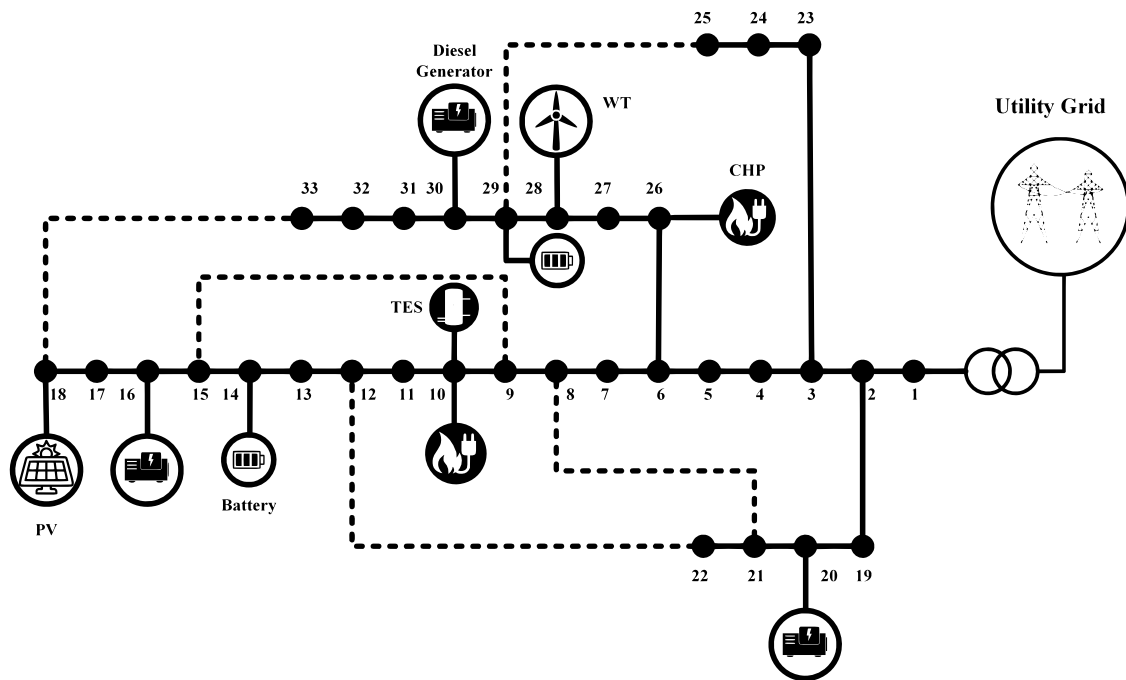 25 24 23
Diesel
Generator
WT
Utility Grid
CHP
33 32 31 30 29 28 27 26
TES
18 17 16 15 14 13 12 11 10 9 8 7 6 5 4 3 2 1
Battery
PV
22 21 20 19